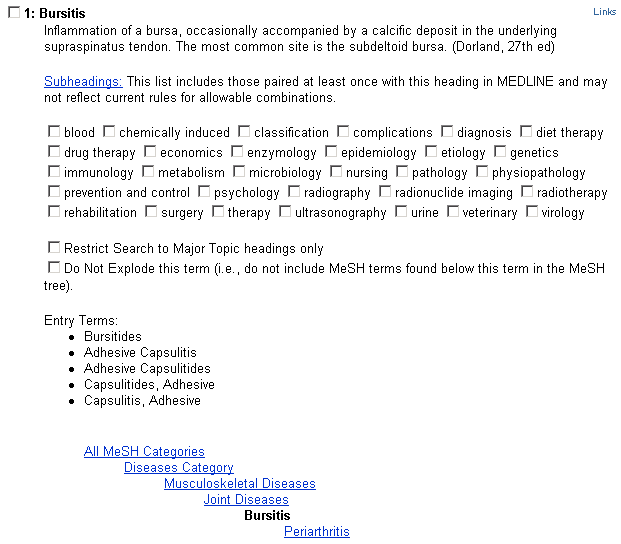 1: Bursitis Links
Inflammation of a bursa, occasionally accompanied by a calcific deposit in the underlying
supraspinatus tendon. The most common site is the subdeltoid bursa. (Dorland, 27th ed)
Subheadings: This list includes those paired at least once with this heading in MEDLINE and may
not reflect current rules for allowable combinations.
blood chemically induced classification complications diagnosis diet therapy
drug therapy economics enzymology epidemiology etiology genetics
immunology metabolism microbiology nursing pathology physiopathology
prevention and control psychology radiography radionuclide imaging radiotherapy
rehabilitation surgery therapy ultrasonography urine veterinary virology
Restrict Search to Major Topic headings only
Do Not Explode this term (i.e., do not include MeSH terms found below this term in the MeSH
tree).
Entry Terms:
• Bursitides
• Adhesive Capsulitis
• Adhesive Capsulitides
• Capsulitides, Adhesive
• Capsulitis, Adhesive
All MeSH Categories
Diseases Category
Musculoskeletal Diseases
Joint Diseases
Bursitis
Periarthritis